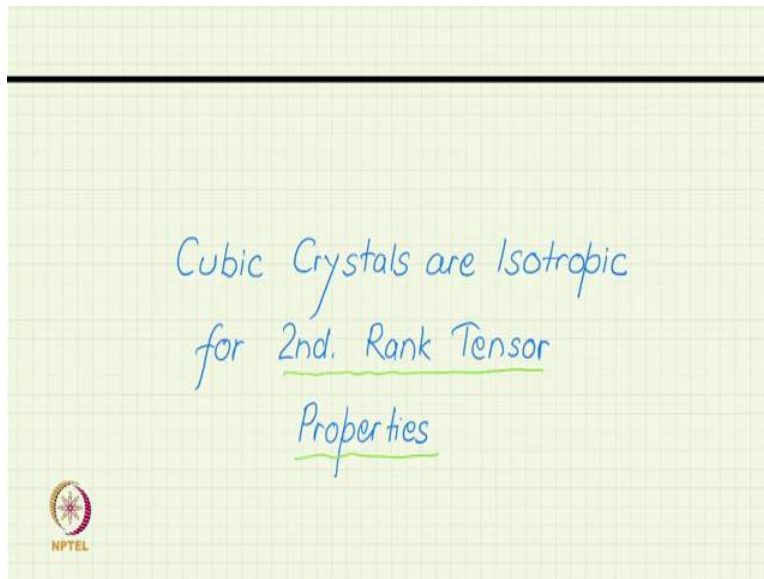 Cubic Crystals are Isotropic
for 2nd. Rank Tensor
Properties
NPTEL